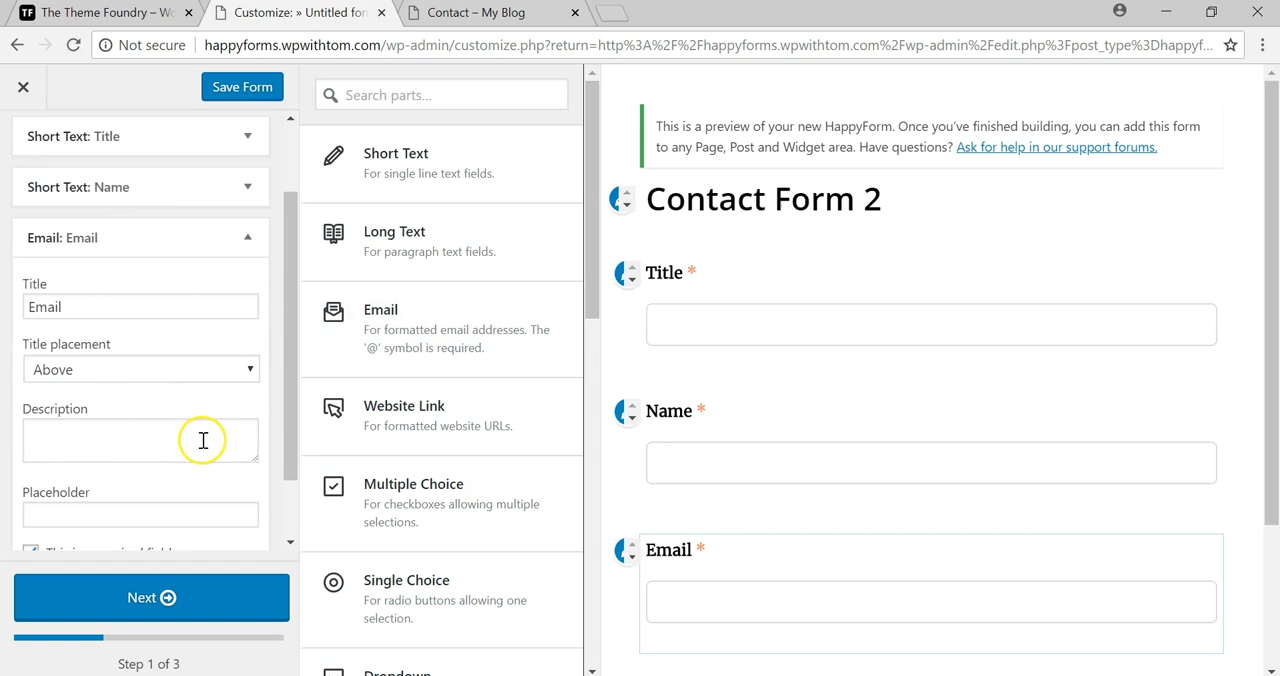 The Theme Foundry – Wo
Customize: » Untitled for
Contact – My Blog
Not secure
happyforms.wpwithtom.com/wp-admin/customize.php?return=http%3A%2F%2Fhappyforms.wpwithtom.com%2Fwp-admin%2Fedit.php%3Fpost_type%3Dhappyf...
Save Form
Short Text: Title
Short Text: Name
Email: Email
Title
Email
Title placement
Above
Description
Placeholder
This is a required field
Next
Step 1 of 3
Search parts...
Short Text
For single line text fields.
Long Text
For paragraph text fields.
Email
For formatted email addresses. The
'@' symbol is required.
Website Link
For formatted website URLs.
Multiple Choice
For checkboxes allowing multiple
selections.
Single Choice
For radio buttons allowing one
selection.
Dropdown
This is a preview of your new HappyForm. Once you've finished building, you can add this form
to any Page, Post and Widget area. Have questions? Ask for help in our support forums.
Contact Form 2
Title *
Name *
Email *